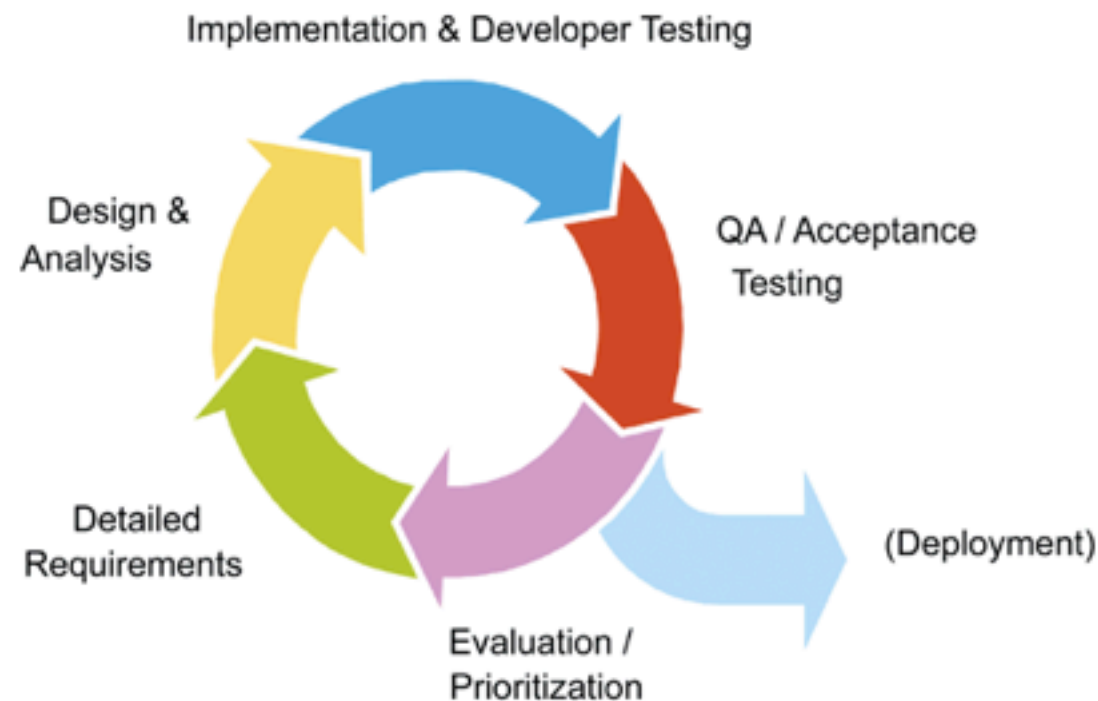 Implementation & Developer Testing
Design &
Analysis
QA / Acceptance
Testing
Detailed
Requirements
(Deployment)
Evaluation /
Prioritization